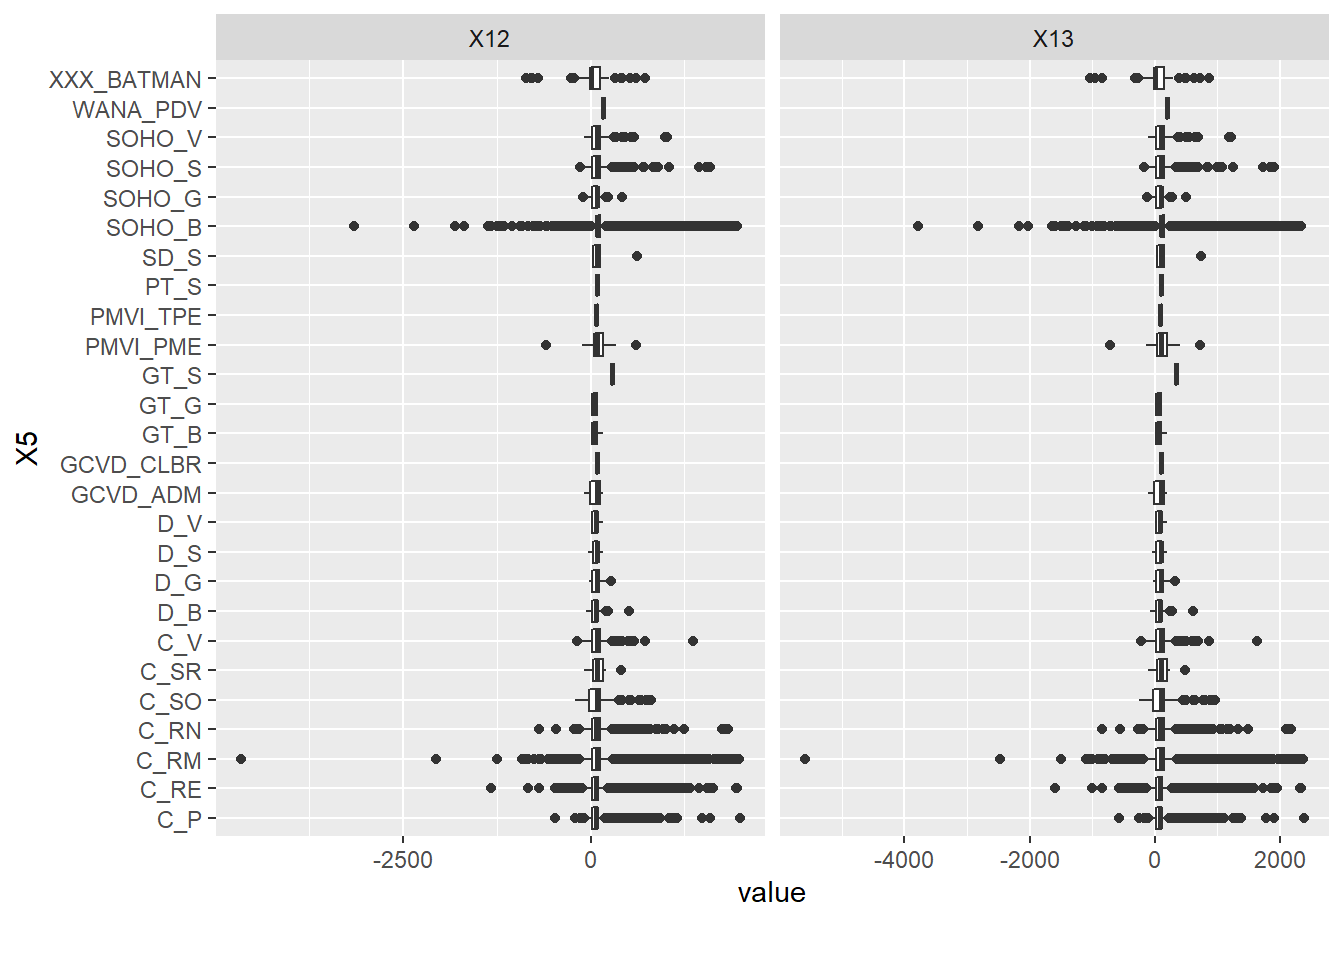 X12 X13
XXX_BATMAN
WANA_PDV
SOHO_V
SOHO_S
SOHO_G
SOHO_B
SD_S
PT_S
PMVI_TPE
PMVI_PME
GT_S
GT_G
GT_B
GCVD_CLBR
GCVD_ADM
D_V
D_S
D_G
D_B
C_V
C_SR
C_SO
C_RN
C_RM
C_RE
C_P
X5
-2500 0 -4000 -2000 0 2000
value